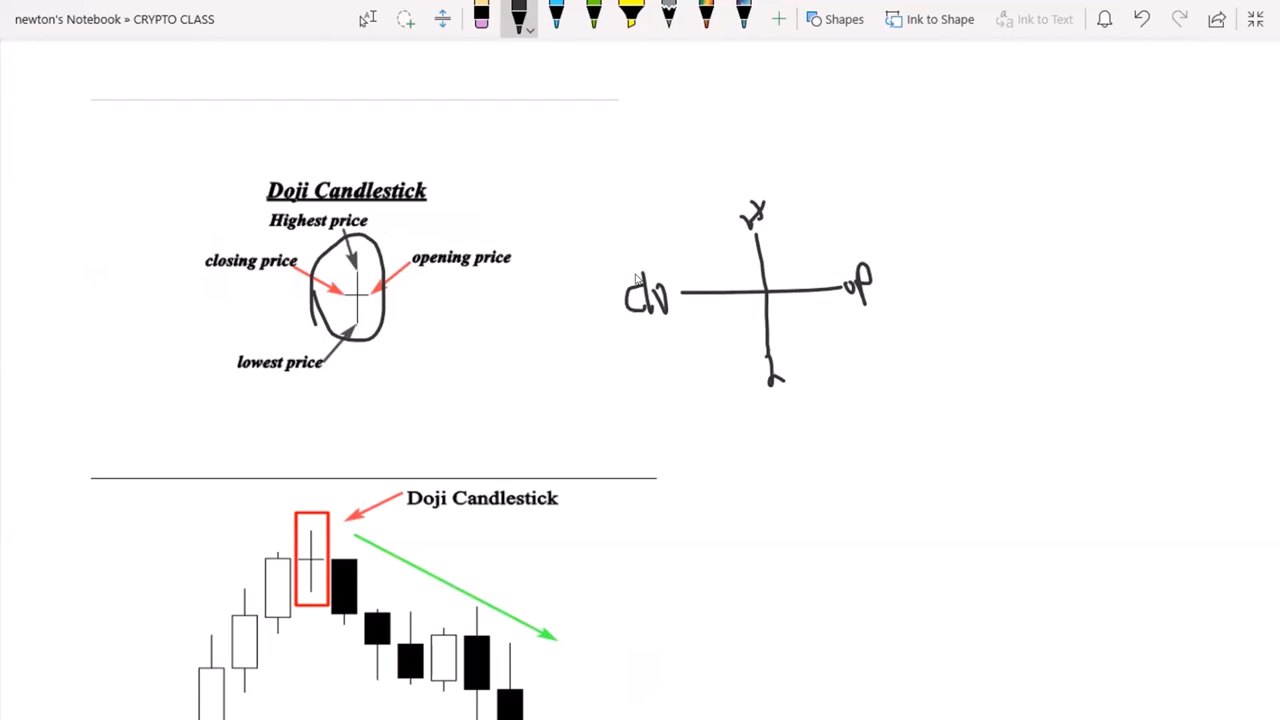 newton's Notebook » CRYPTO CLASS
Shapes
Ink to Shape
Ink to Text
Doji Candlestick
Highest price
closing price
opening price
lowest price
op
L
Doji Candlestick